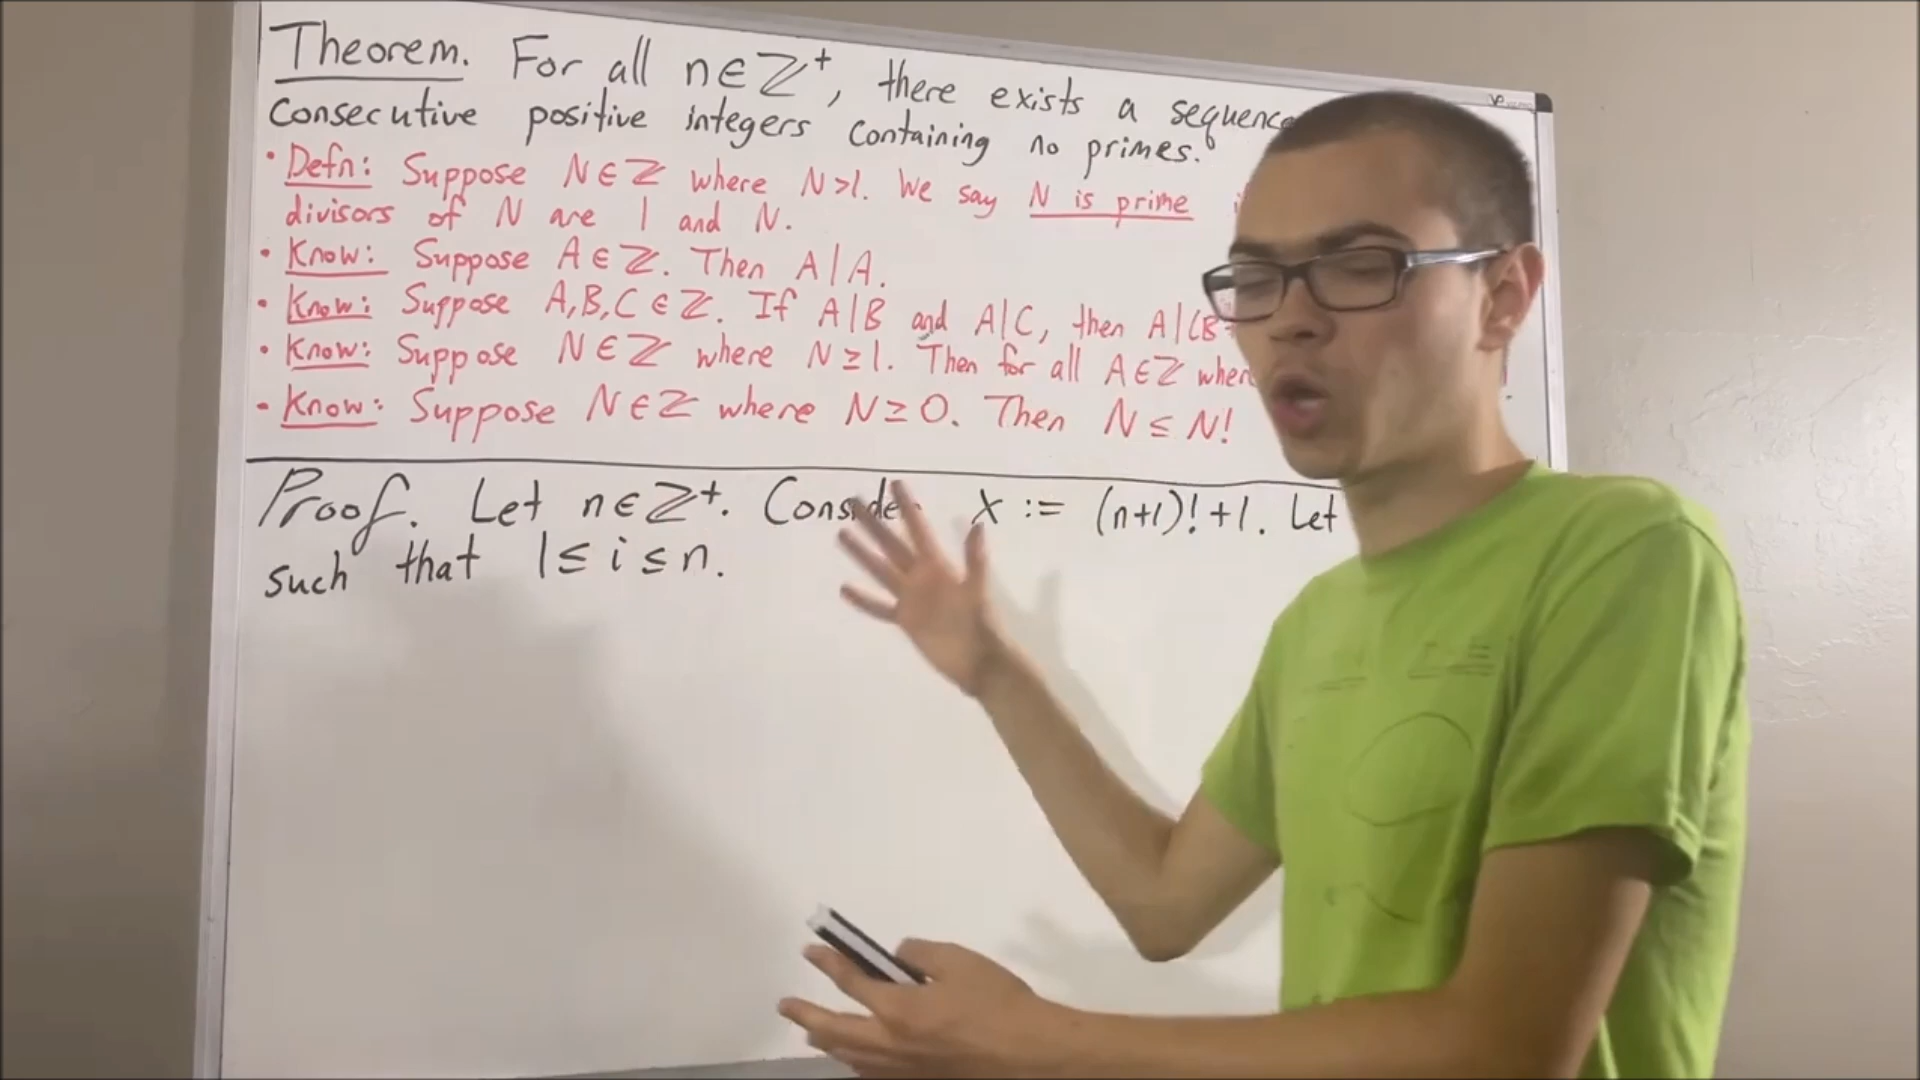 Theorem. For all n∈ℤ⁺, there exists a sequence
consecutive positive integers containing no primes.
• Defn: Suppose N∈ℤ where N>1. We say N is prime
divisors of N are 1 and N.
• Know: Suppose A∈ℤ. Then A|A.
• Know: Suppose A,B,C∈ℤ. If A|B and A|C, then A|(B+
• Know: Suppose N∈ℤ where N≥1. Then for all A∈ℤ where
• Know: Suppose N∈ℤ where N≥0. Then N≤N!
Proof. Let n∈ℤ⁺. Consider x := (n+1)!+1. Let
such that 1≤i≤n.